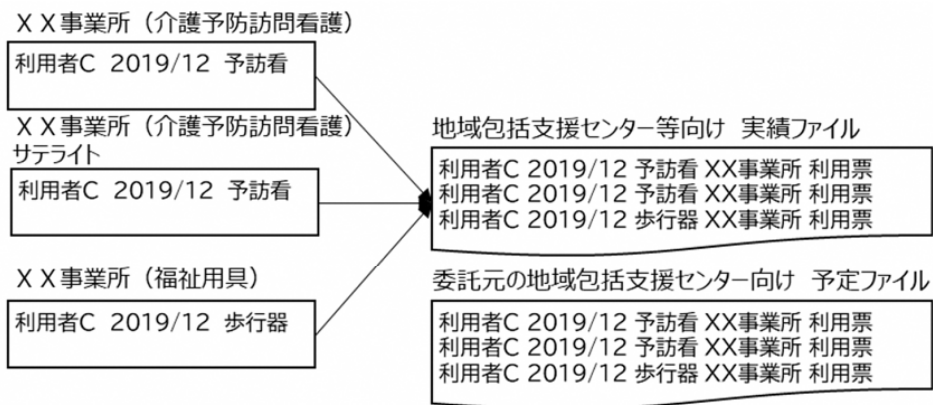 ＸＸ事業所（介護予防訪問看護）
利用者C 2019/12 予訪看
ＸＸ事業所（介護予防訪問看護）
サテライト
利用者C 2019/12 予訪看
ＸＸ事業所（福祉用具）
利用者C 2019/12 歩行器
地域包括支援センター等向け 実績ファイル
利用者C 2019/12 予訪看 XX事業所 利用票
利用者C 2019/12 予訪看 XX事業所 利用票
利用者C 2019/12 歩行器 XX事業所 利用票
委託元の地域包括支援センター向け 予定ファイル
利用者C 2019/12 予訪看 XX事業所 利用票
利用者C 2019/12 予訪看 XX事業所 利用票
利用者C 2019/12 歩行器 XX事業所 利用票